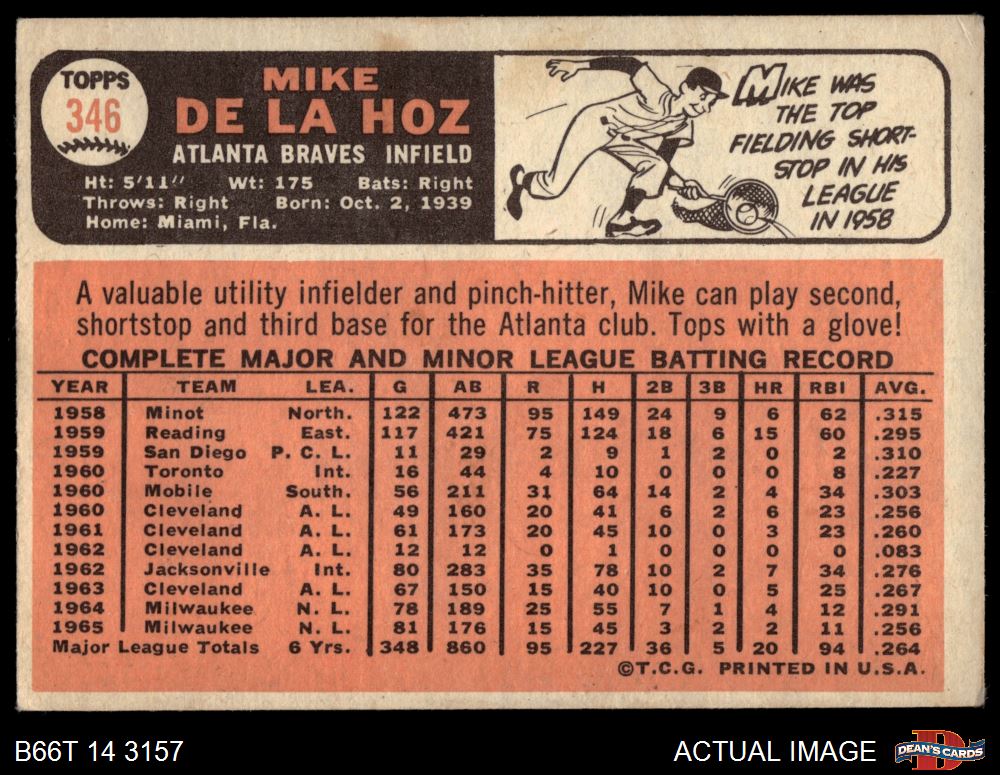 TOPPS
346
MIKE
DE LA HOZ
ATLANTA BRAVES INFIELD
Ht: 5'11" Wt: 175 Bats: Right
Throws: Right Born: Oct. 2, 1939
Home: Miami, Fla.
MIKE WAS
THE TOP
FIELDING SHORT-
STOP IN HIS
LEAGUE
IN 1958
A valuable utility infielder and pinch-hitter, Mike can play second,
shortstop and third base for the Atlanta club. Tops with a glove!
COMPLETE MAJOR AND MINOR LEAGUE BATTING RECORD
YEAR TEAM LEA. G AB R H 2B 3B HR RBI AVG.
1958 Minot North. 122 473 95 149 24 9 6 62 .315
1959 Reading East. 117 421 75 124 18 6 15 60 .295
1959 San Diego P. C. L. 11 29 2 9 1 2 0 2 .310
1960 Toronto Int. 16 44 4 10 0 0 0 8 .227
1960 Mobile South. 56 211 31 64 14 2 4 34 .303
1960 Cleveland A. L. 49 160 20 41 6 2 6 23 .256
1961 Cleveland A. L. 61 173 20 45 10 0 3 23 .260
1962 Cleveland A. L. 12 12 0 1 0 0 0 0 .083
1962 Jacksonville Int. 80 283 35 78 10 2 7 34 .276
1963 Cleveland A. L. 67 150 15 40 10 0 5 25 .267
1964 Milwaukee N. L. 78 189 25 55 7 1 4 12 .291
1965 Milwaukee N. L. 81 176 15 45 3 2 2 11 .256
Major League Totals 6 Yrs. 348 860 95 227 36 5 20 94 .264
©T.C.G. PRINTED IN U.S.A.
B66T 14 3157
ACTUAL IMAGE
DEAN'S CARDS